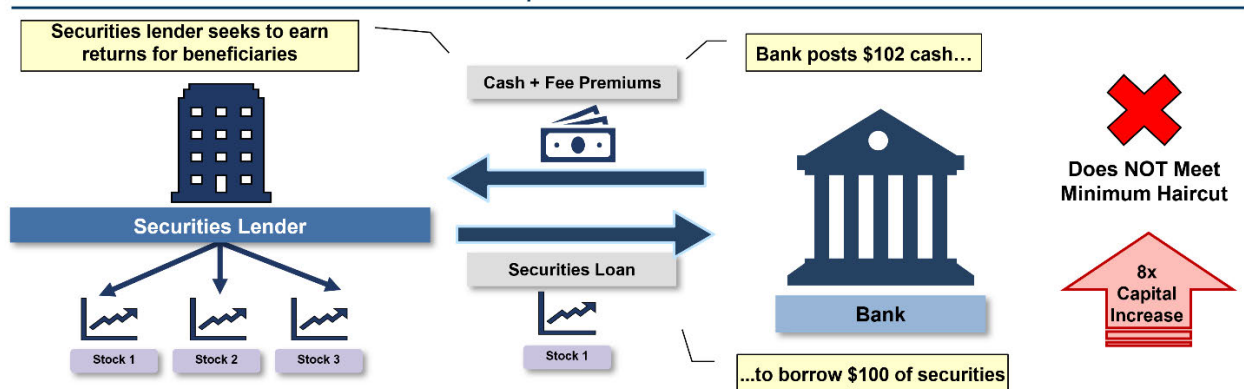 Securities lender seeks to earn
returns for beneficiaries
Cash + Fee Premiums
Bank posts $102 cash…
Does NOT Meet
Minimum Haircut
Securities Lender
Securities Loan
8x
Capital
Increase
Bank
Stock 1
Stock 2
Stock 3
Stock 1
...to borrow $100 of securities